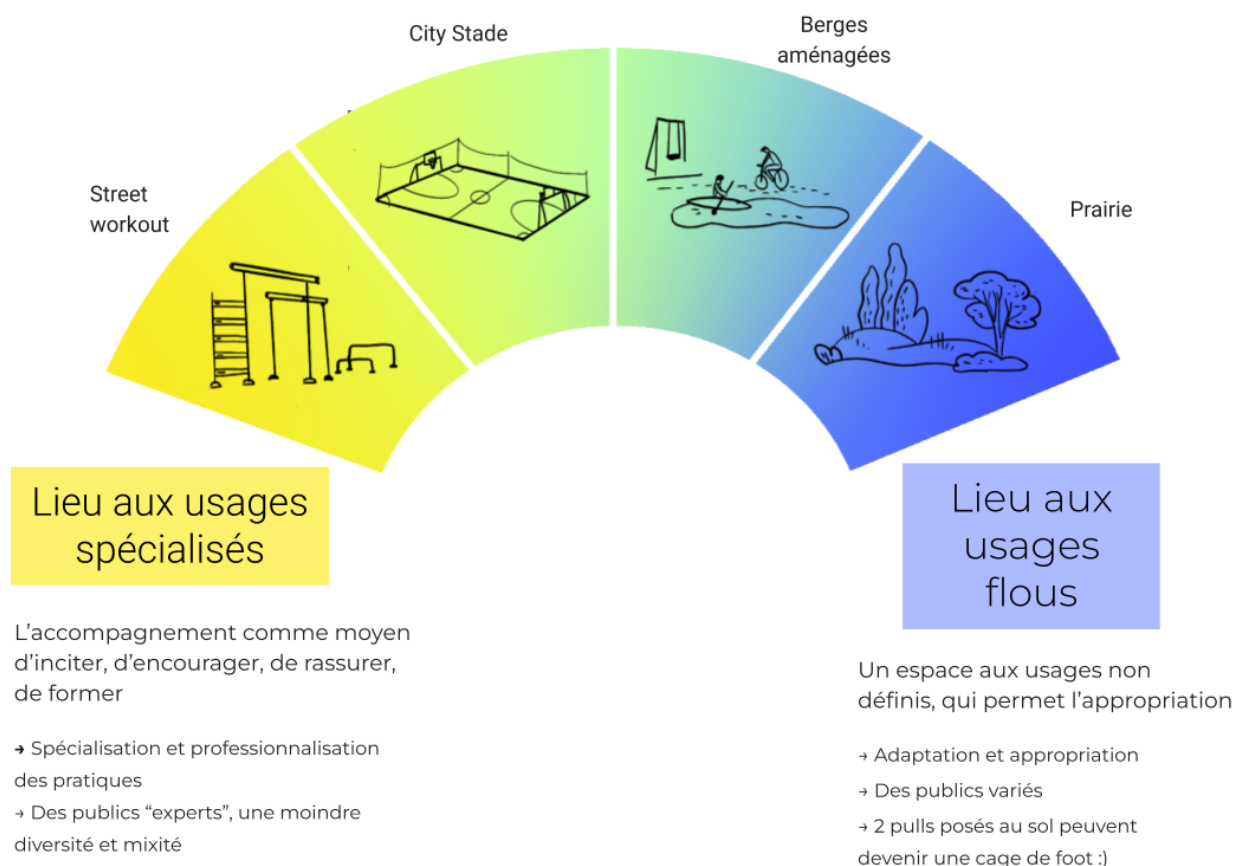 City Stade
Berges
aménagées
Street
workout
Prairie
Lieu aux usages
spécialisés
L’accompagnement comme moyen
d’inciter, d’encourager, de rassurer,
de former
→ Spécialisation et professionnalisation
des pratiques
→ Des publics “experts”, une moindre
diversité et mixité
Lieu aux
usages
flous
Un espace aux usages non
définis, qui permet l’appropriation
→ Adaptation et appropriation
→ Des publics variés
→ 2 pulls posés au sol peuvent
devenir une cage de foot :)